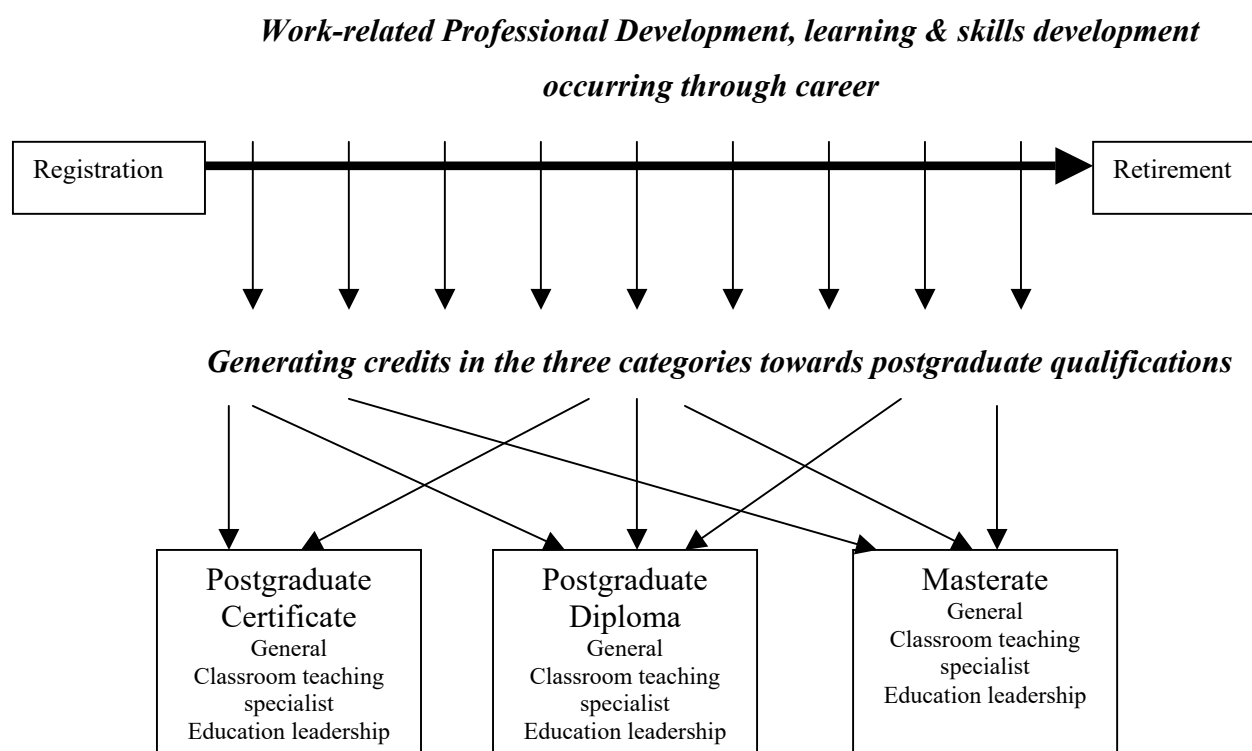 Work-related Professional Development, learning & skills development
occurring through career
Registration
Retirement
Generating credits in the three categories towards postgraduate qualifications
Postgraduate
Certificate
General
Classroom teaching
specialist
Education leadership
Postgraduate
Diploma
General
Classroom teaching
specialist
Education leadership
Masterate
General
Classroom teaching
specialist
Education leadership